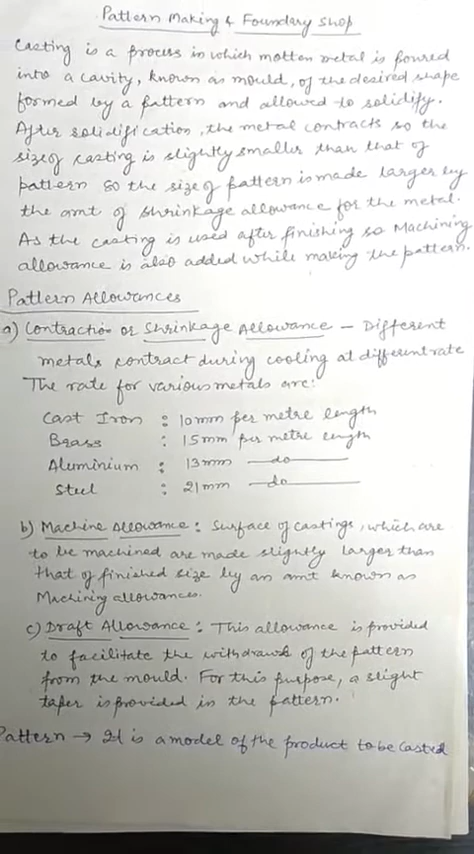 Pattern Making & Foundary Shop
Casting is a process in which molten metal is poured
into a cavity, known as mould, of the desired shape
formed by a pattern and allowed to solidify.
After solidification, the metal contracts so the
size of casting is slightly smaller than that of
pattern so the size of pattern is made larger by
the amt of shrinkage allowance for the metal.
As the casting is used after finishing so Machining
allowance is also added while making the pattern.
Pattern Allowances
a) Contraction or Shrinkage Allowance – Different
metals contract during cooling at different rate
The rate for various metals are:
Cast Iron : 10mm per metre length
Brass : 15mm per metre length
Aluminium : 13mm —do—
Steel : 21mm —do—
b) Machine Allowance : Surface of castings, which are
to be machined are made slightly larger than
that of finished size by an amt known as
Machining allowances.
c) Draft Allowance : This allowance is provided
to facilitate the withdrawl of the pattern
from the mould. For this purpose, a slight
taper is provided in the pattern.
Pattern → It is a model of the product to be casted